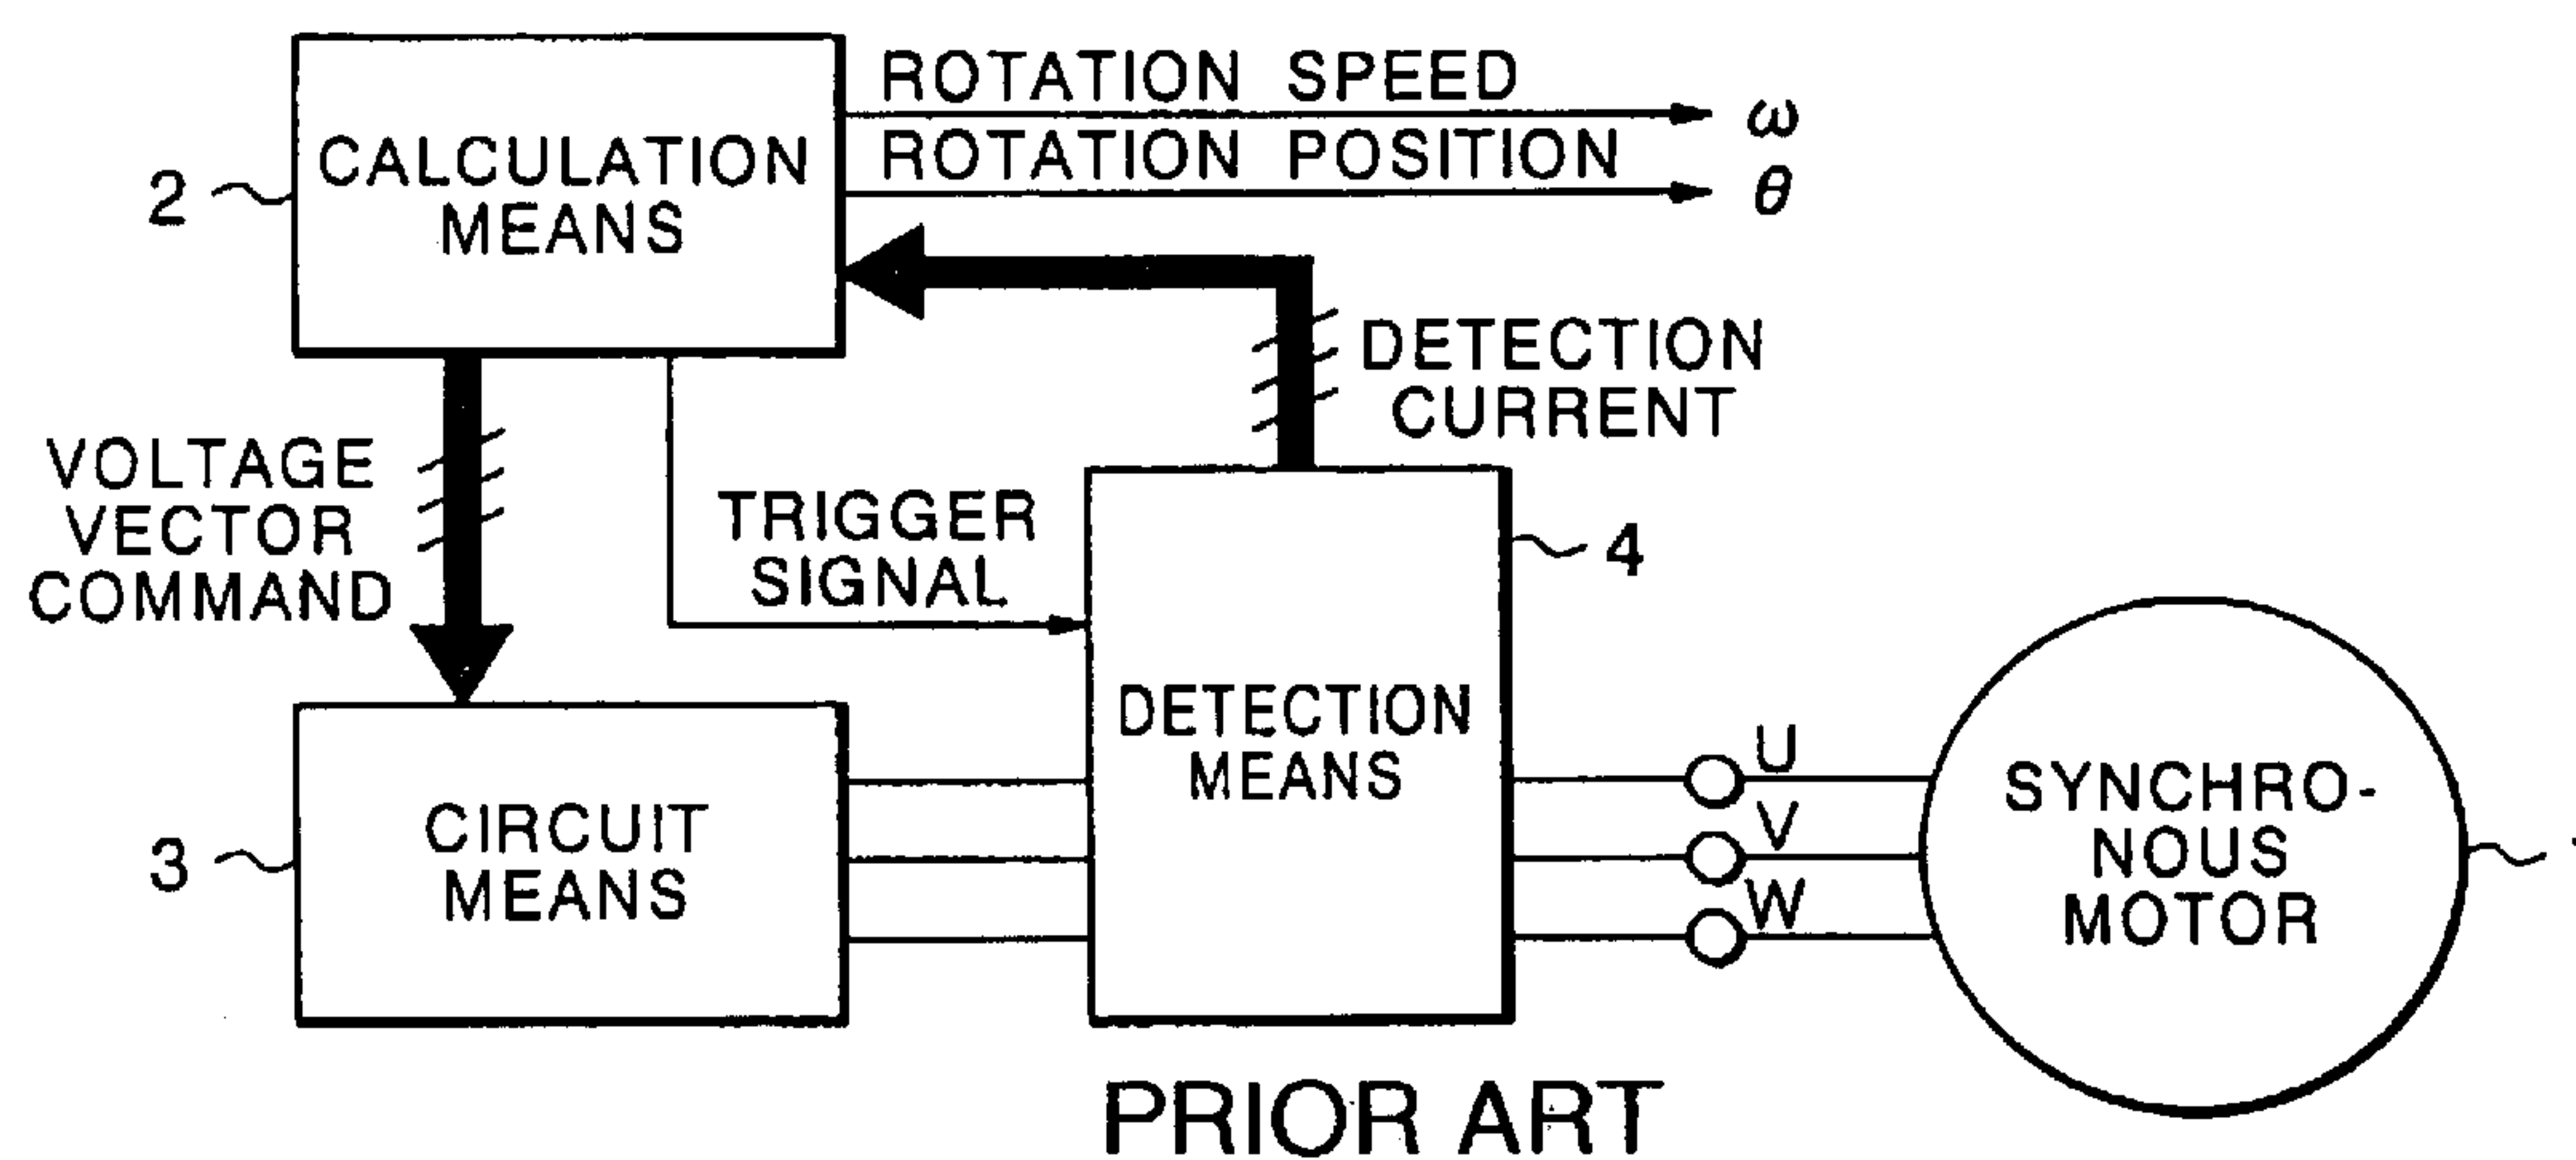 ROTATION SPEED
ω
ROTATION POSITION
θ
2
CALCULATION
MEANS
DETECTION
CURRENT
VOLTAGE
VECTOR
COMMAND
TRIGGER
SIGNAL
4
DETECTION
MEANS
3
CIRCUIT
MEANS
U
V
W
SYNCHRO-
NOUS
MOTOR
PRIOR ART